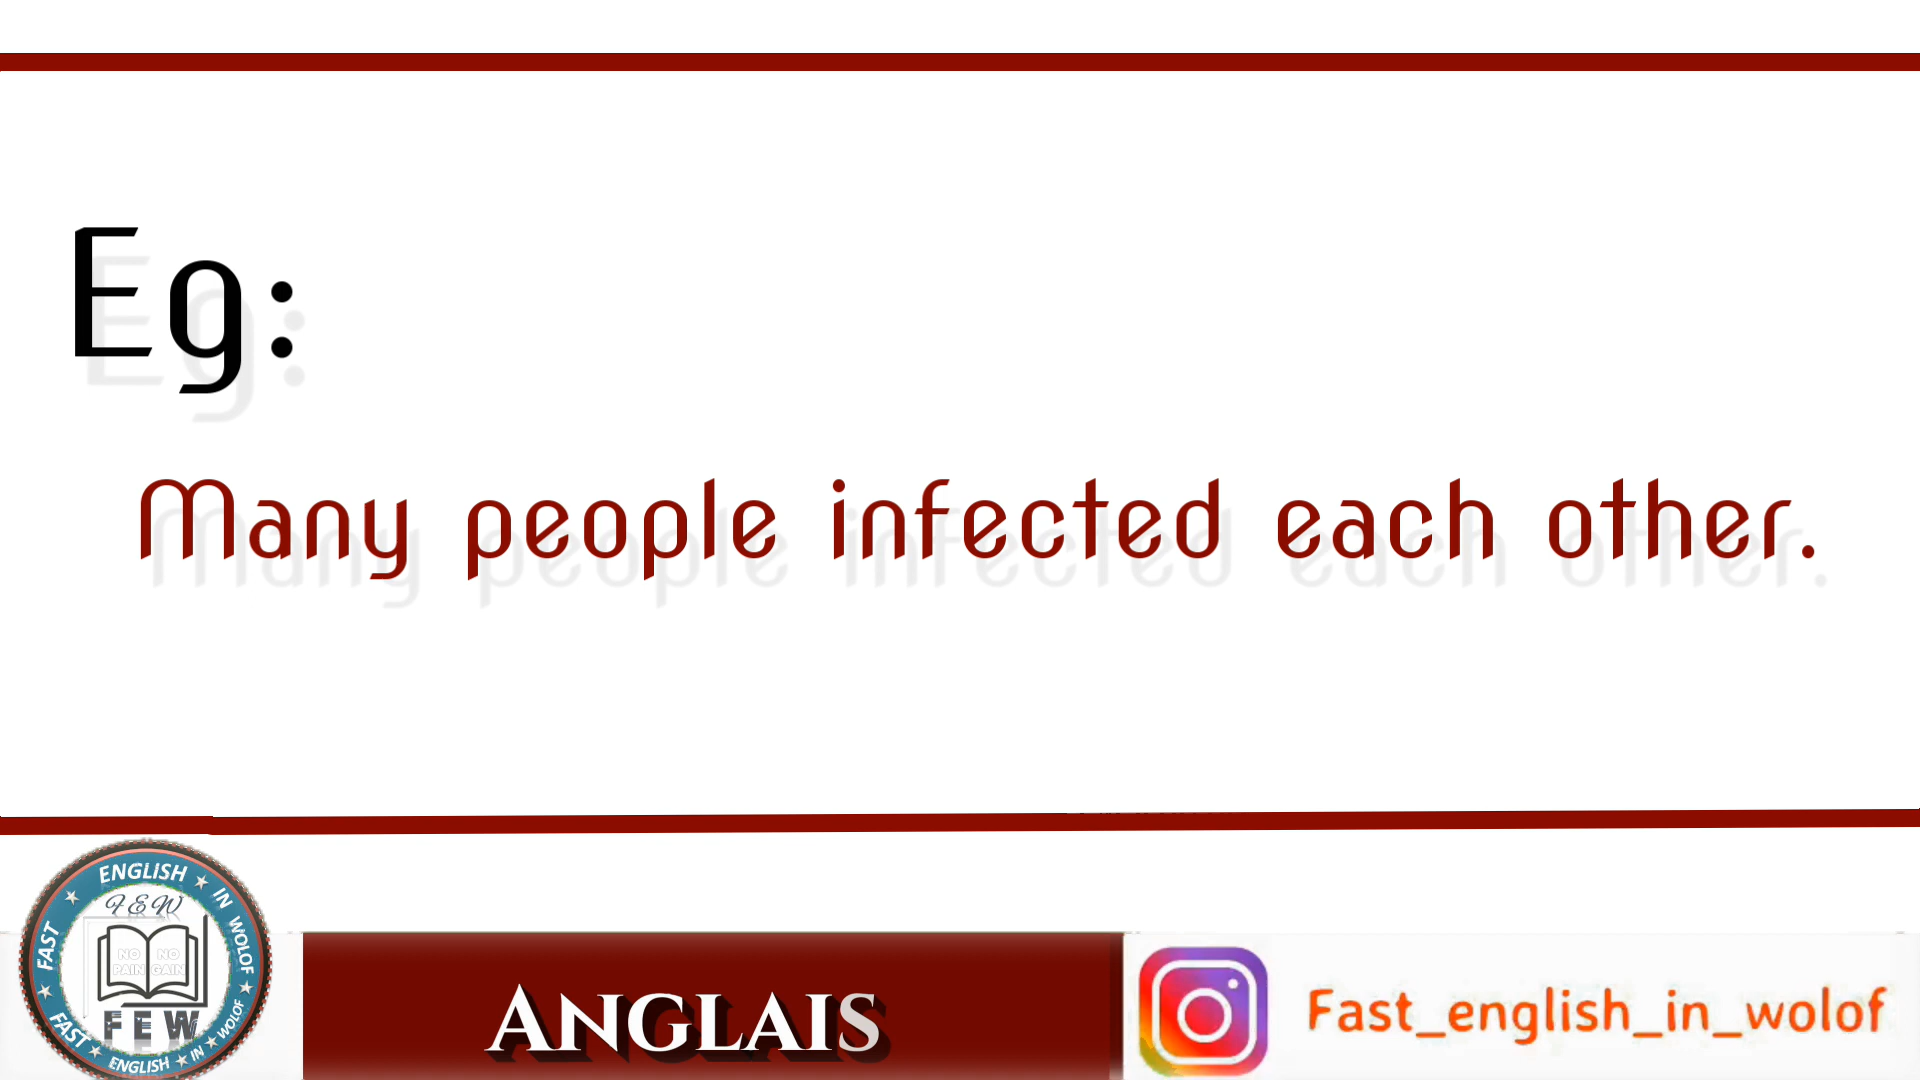 Eg:
Many people infected each other.
FAST ★ ENGLISH ★ IN WOLOF ★
FEW
NO PAIN
NO GAIN
FEW
★ FAST ★ ENGLISH ★ IN ★ WOLOF
ANGLAIS
Fast_english_in_wolof